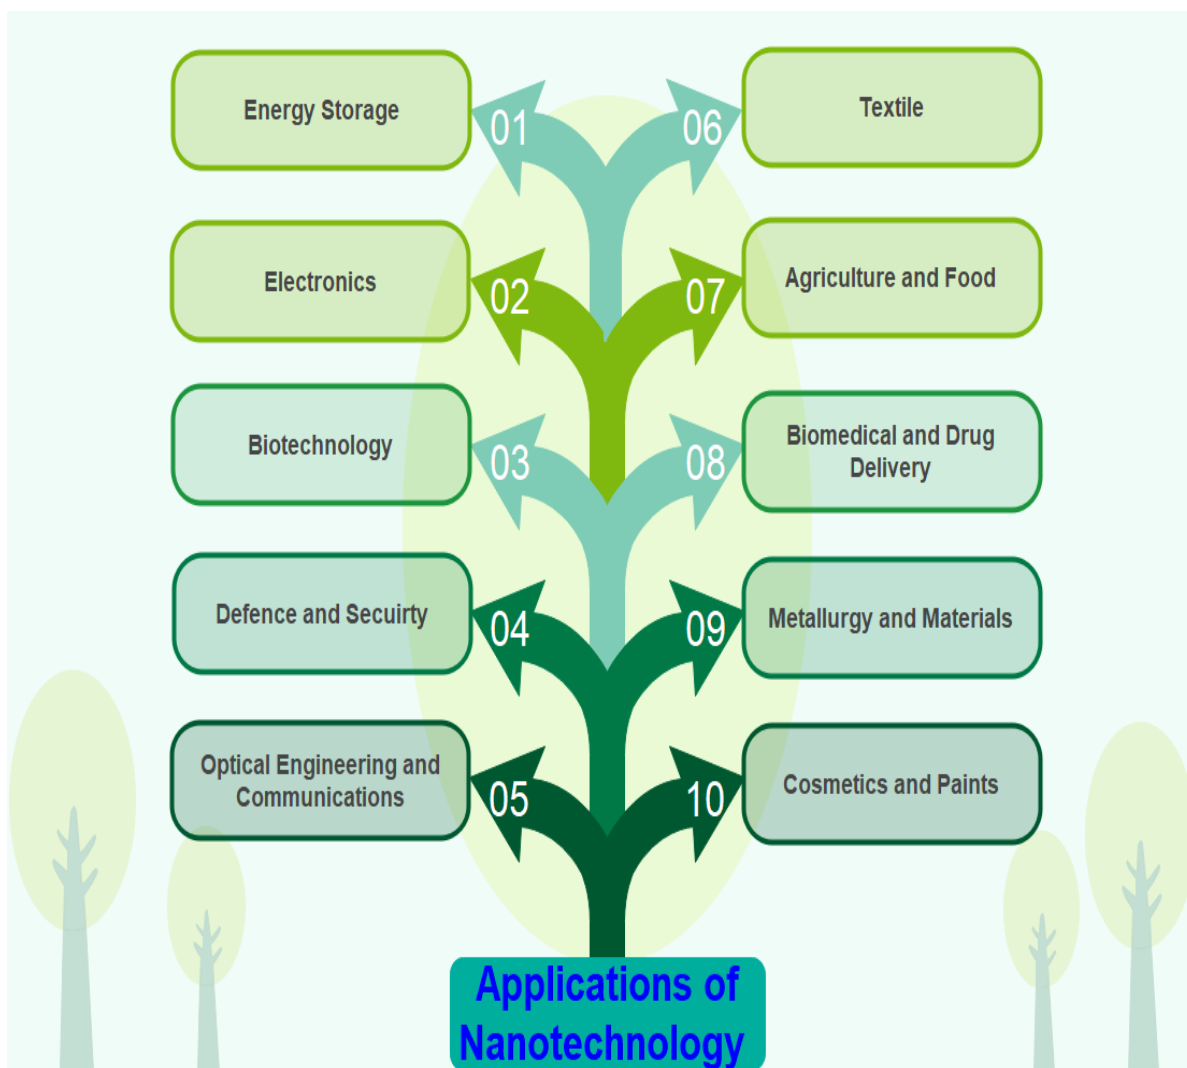 Energy Storage
01
06
Textile
Electronics
02
07
Agriculture and Food
Biotechnology
03
08
Biomedical and Drug
Delivery
Defence and Secuirty
04
09
Metallurgy and Materials
Optical Engineering and
Communications
05
10
Cosmetics and Paints
Applications of
Nanotechnology